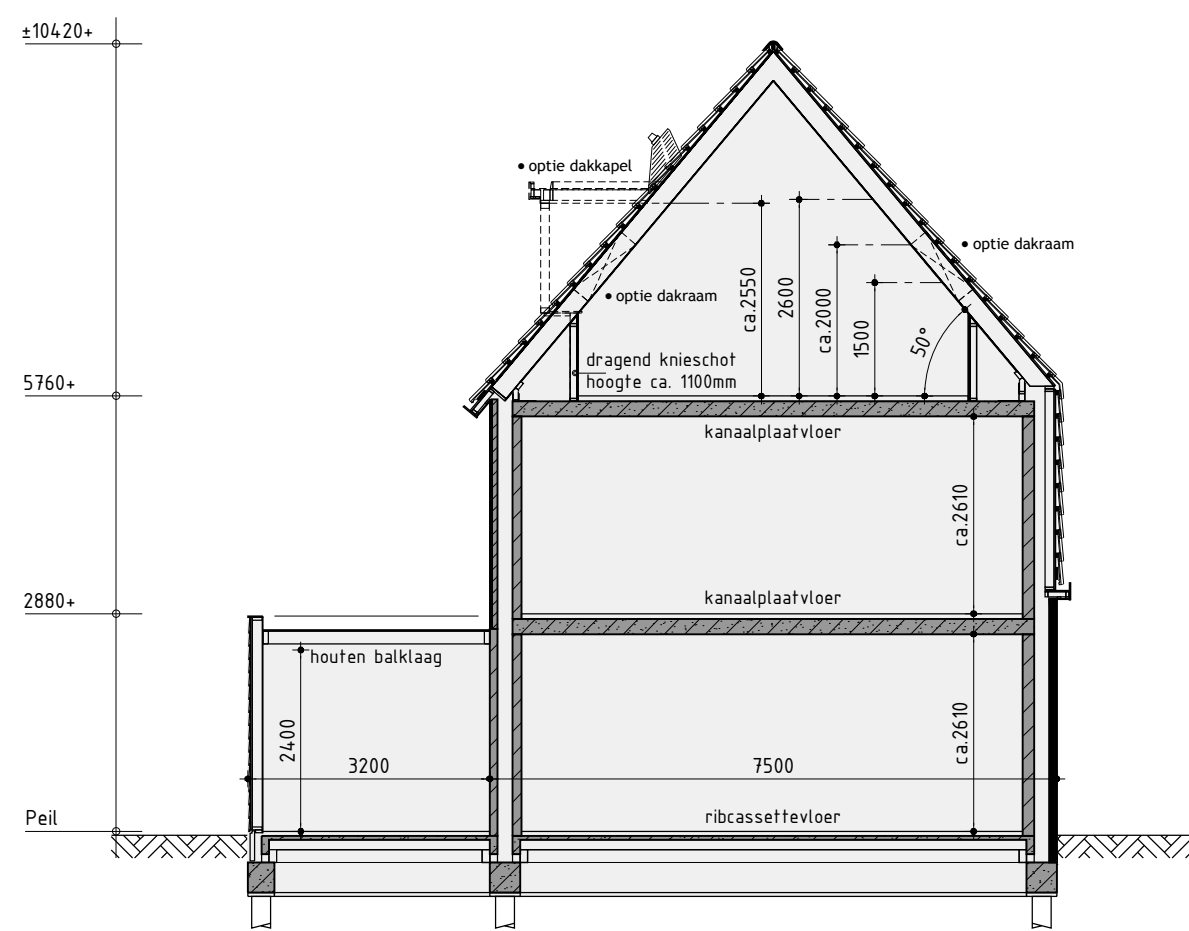 ±10420+
• optie dakkapel
• optie dakraam
• optie dakraam
ca.2550
2600
ca.2000
1500
50°
dragend knieschot
hoogte ca. 1100mm
5760+
kanaalplaatvloer
ca.2610
2880+
kanaalplaatvloer
houten balklaag
2400
ca.2610
3200
7500
Peil
ribcassettevloer